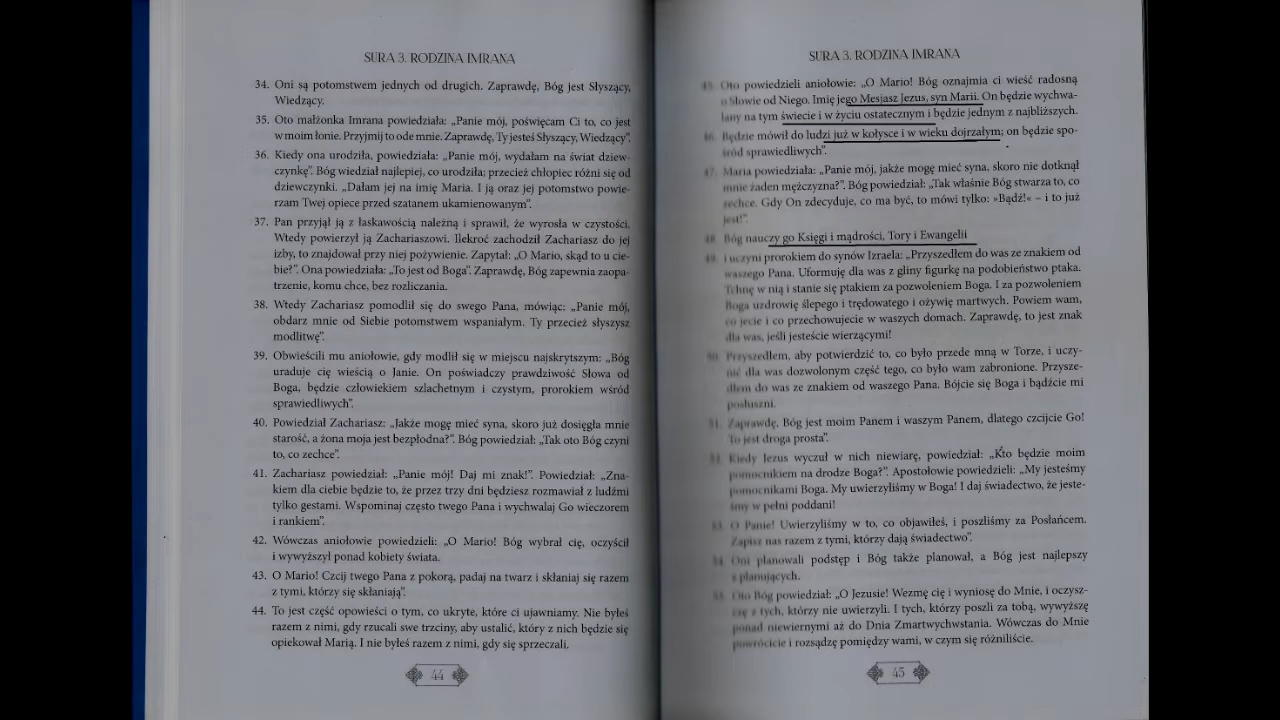 SURA 3. RODZINA IMRANA
34. Oni są potomstwem jednych od drugich. Zaprawdę, Bóg jest Słyszący,
Wiedzący.
35. Oto małżonka Imrana powiedziała: „Panie mój, poświęcam Ci to, co jest
w moim łonie. Przyjmij to ode mnie. Zaprawdę, Ty jesteś Słyszący, Wiedzący”.
36. Kiedy ona urodziła, powiedziała: „Panie mój, wydałam na świat dziew-
czynkę”. Bóg wiedział najlepiej, co urodziła: przecież chłopiec różni się od
dziewczynki. „Dałam jej na imię Maria. I ją oraz jej potomstwo powie-
rzam Twej opiece przed szatanem ukamienowanym”.
37. Pan przyjął ją z łaskawością należną i sprawił, że wyrosła w czystości.
Wtedy powierzył ją Zachariaszowi. Ilekroć zachodził Zachariasz do jej
izby, to znajdował przy niej pożywienie. Zapytał: „O Mario, skąd to u cie-
bie?”. Ona powiedziała: „To jest od Boga”. Zaprawdę, Bóg zapewnia zaopa-
trzenie, komu chce, bez rozliczania.
38. Wtedy Zachariasz pomodlił się do swego Pana, mówiąc: „Panie mój,
obdarz mnie od Siebie potomstwem wspaniałym. Ty przecież słyszysz
modlitwę”.
39. Obwieścili mu aniołowie, gdy modlił się w miejscu najskrytszym: „Bóg
uraduje cię wieścią o Janie. On poświadczy prawdziwość Słowa od
Boga, będzie człowiekiem szlachetnym i czystym, prorokiem wśród
sprawiedliwych”.
40. Powiedział Zachariasz: „Jakże mogę mieć syna, skoro już dosięgła mnie
starość, a żona moja jest bezpłodna?”. Bóg powiedział: „Tak oto Bóg czyni
to, co zechce”.
41. Zachariasz powiedział: „Panie mój! Daj mi znak!”. Powiedział: „Zna-
kiem dla ciebie będzie to, że przez trzy dni będziesz rozmawiał z ludźmi
tylko gestami. Wspominaj często twego Pana i wychwalaj Go wieczorem
i rankiem”.
42. Wówczas aniołowie powiedzieli: „O Mario! Bóg wybrał cię, oczyścił
i wywyższył ponad kobiety świata.
43. O Mario! Czcij twego Pana z pokorą, padaj na twarz i skłaniaj się razem
z tymi, którzy się skłaniają”.
44. To jest część opowieści o tym, co ukryte, które ci ujawniamy. Nie byłeś
razem z nimi, gdy rzucali swe trzciny, aby ustalić, który z nich będzie się
opiekował Marią. I nie byłeś razem z nimi, gdy się sprzeczali.
44
SURA 3. RODZINA IMRANA
45. Oto powiedzieli aniołowie: „O Mario! Bóg oznajmia ci wieść radosną
o Słowie od Niego. Imię jego Mesjasz Jezus, syn Marii. On będzie wychwa-
lany na tym świecie i w życiu ostatecznym i będzie jednym z najbliższych.
46. Będzie mówił do ludzi już w kołysce i w wieku dojrzałym; on będzie spo-
śród sprawiedliwych”.
47. Maria powiedziała: „Panie mój, jakże mogę mieć syna, skoro nie dotknął
mnie żaden mężczyzna?”. Bóg powiedział: „Tak właśnie Bóg stwarza to, co
zechce. Gdy On zdecyduje, co ma być, to mówi tylko: »Bądź!« – i to już
jest!”.
48. Bóg nauczy go Księgi i mądrości, Tory i Ewangelii
49. i uczyni prorokiem do synów Izraela: „Przyszedłem do was ze znakiem od
waszego Pana. Uformuję dla was z gliny figurkę na podobieństwo ptaka.
Tchnę w nią i stanie się ptakiem za pozwoleniem Boga. I za pozwoleniem
Boga uzdrowię ślepego i trędowatego i ożywię martwych. Powiem wam,
co jecie i co przechowujecie w waszych domach. Zaprawdę, to jest znak
dla was, jeśli jesteście wierzącymi!
50. Przyszedłem, aby potwierdzić to, co było przede mną w Torze, i uczy-
nić dla was dozwolonym część tego, co było wam zabronione. Przysze-
dłem do was ze znakiem od waszego Pana. Bójcie się Boga i bądźcie mi
posłuszni.
51. Zaprawdę, Bóg jest moim Panem i waszym Panem, dlatego czcijcie Go!
To jest droga prosta”.
52. Kiedy Jezus wyczuł w nich niewiarę, powiedział: „Kto będzie moim
pomocnikiem na drodze Boga?”. Apostołowie powiedzieli: „My jesteśmy
pomocnikami Boga. My uwierzyliśmy w Boga! I daj świadectwo, że jeste-
śmy w pełni poddani!
53. O Panie! Uwierzyliśmy w to, co objawiłeś, i poszliśmy za Posłańcem.
Zapisz nas razem z tymi, którzy dają świadectwo”.
54. Oni planowali podstęp i Bóg także planował, a Bóg jest najlepszy
z planujących.
55. Oto Bóg powiedział: „O Jezusie! Wezmę cię i wyniosę do Mnie, i oczysz-
czę z tych, którzy nie uwierzyli. I tych, którzy poszli za tobą, wywyższę
ponad niewiernymi aż do Dnia Zmartwychwstania. Wówczas do Mnie
powrócicie i rozsądzę pomiędzy wami, w czym się różniliście.
45